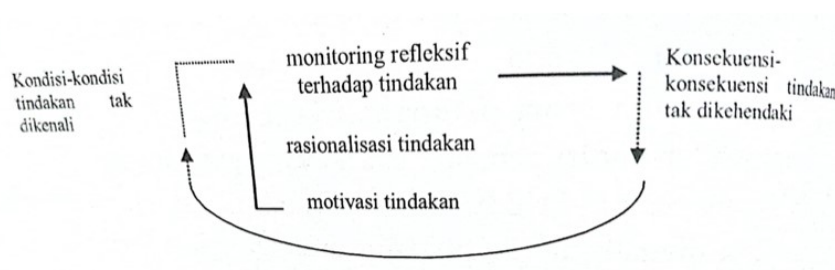 Kondisi-kondisi
tindakan tak
dikenali
monitoring refleksif
terhadap tindakan
rasionalisasi tindakan
motivasi tindakan
Konsekuensi-
konsekuensi tindakan
tak dikehendaki